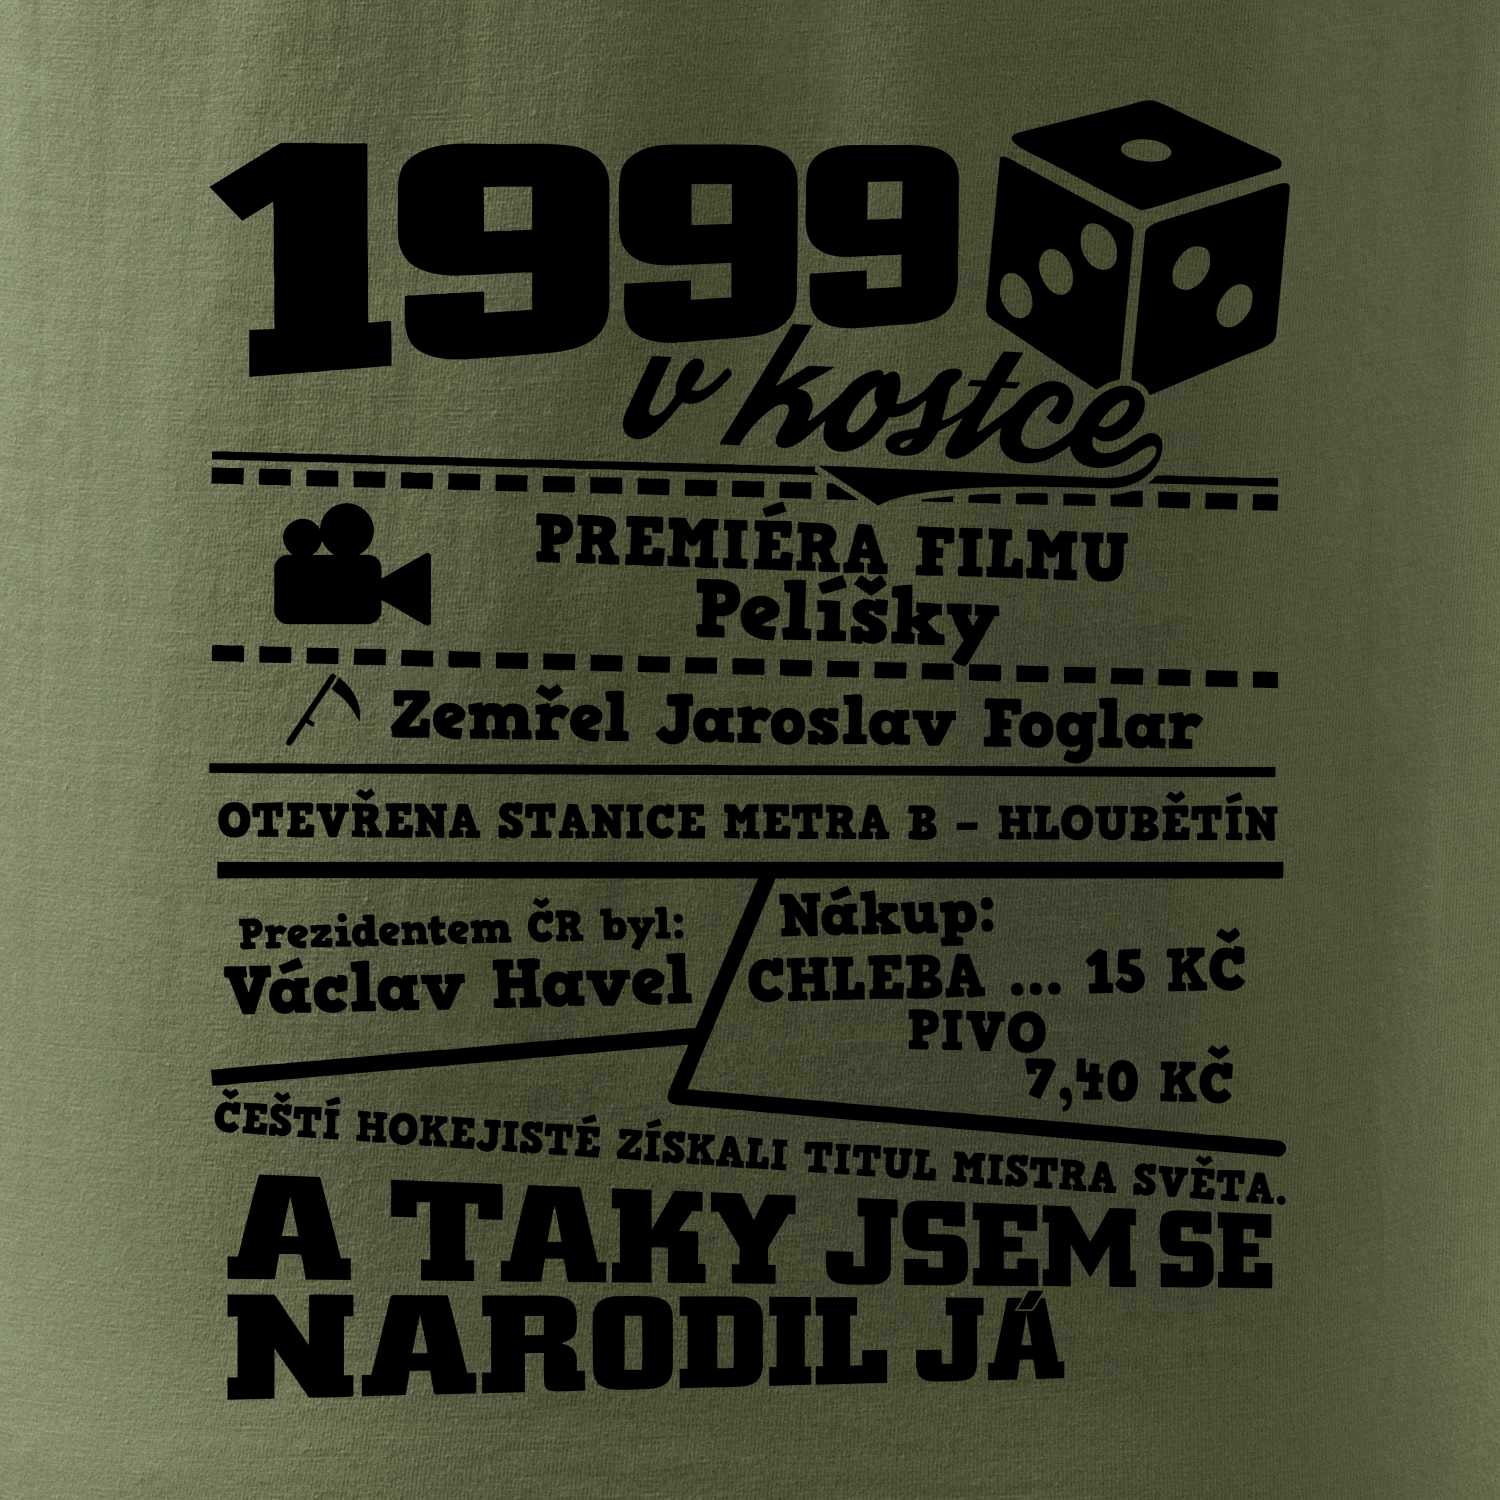 1999
v kostce
PREMIÉRA FILMU
Pelíšky
Zemřel Jaroslav Foglar
OTEVŘENA STANICE METRA B - HLOUBĚTÍN
Prezidentem ČR byl:
Václav Havel
Nákup:
CHLEBA ... 15 KČ
PIVO
7,40 KČ
ČEŠTÍ HOKEJISTÉ ZÍSKALI TITUL MISTRA SVĚTA.
A TAKY JSEM SE
NARODIL JÁ